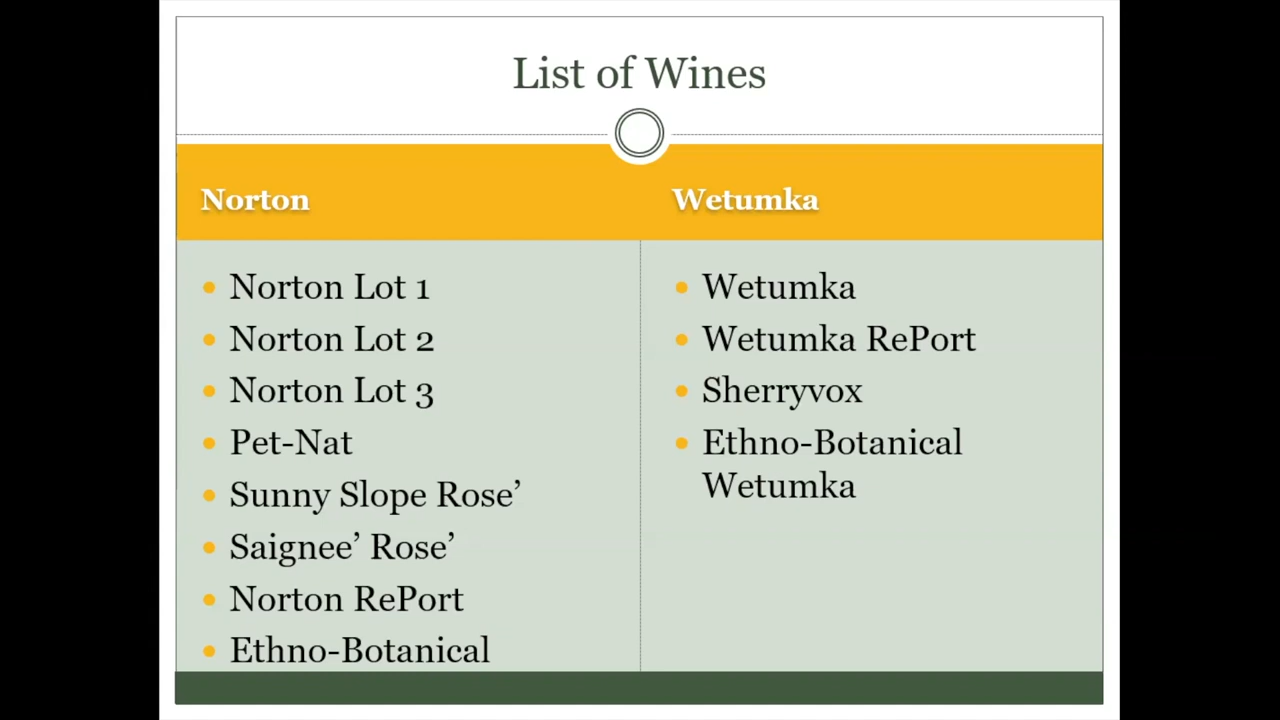 List of Wines
Norton
Norton Lot 1
Norton Lot 2
Norton Lot 3
Pet-Nat
Sunny Slope Rose’
Saignee’ Rose’
Norton RePort
Ethno-Botanical
Wetumka
Wetumka
Wetumka RePort
Sherryvox
Ethno-Botanical
Wetumka